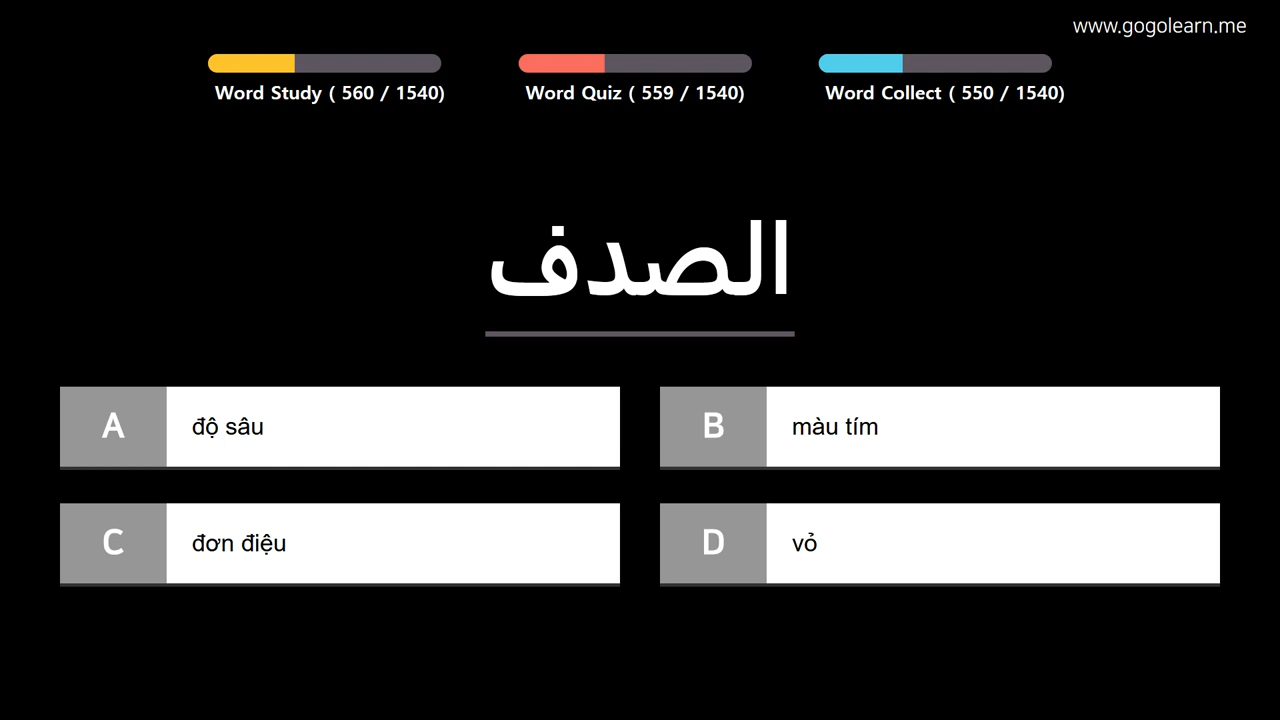 www.gogolearn.me
Word Study ( 560 / 1540)
Word Quiz ( 559 / 1540)
Word Collect ( 550 / 1540)
الصدف
A độ sâu
B màu tím
C đơn điệu
D vỏ